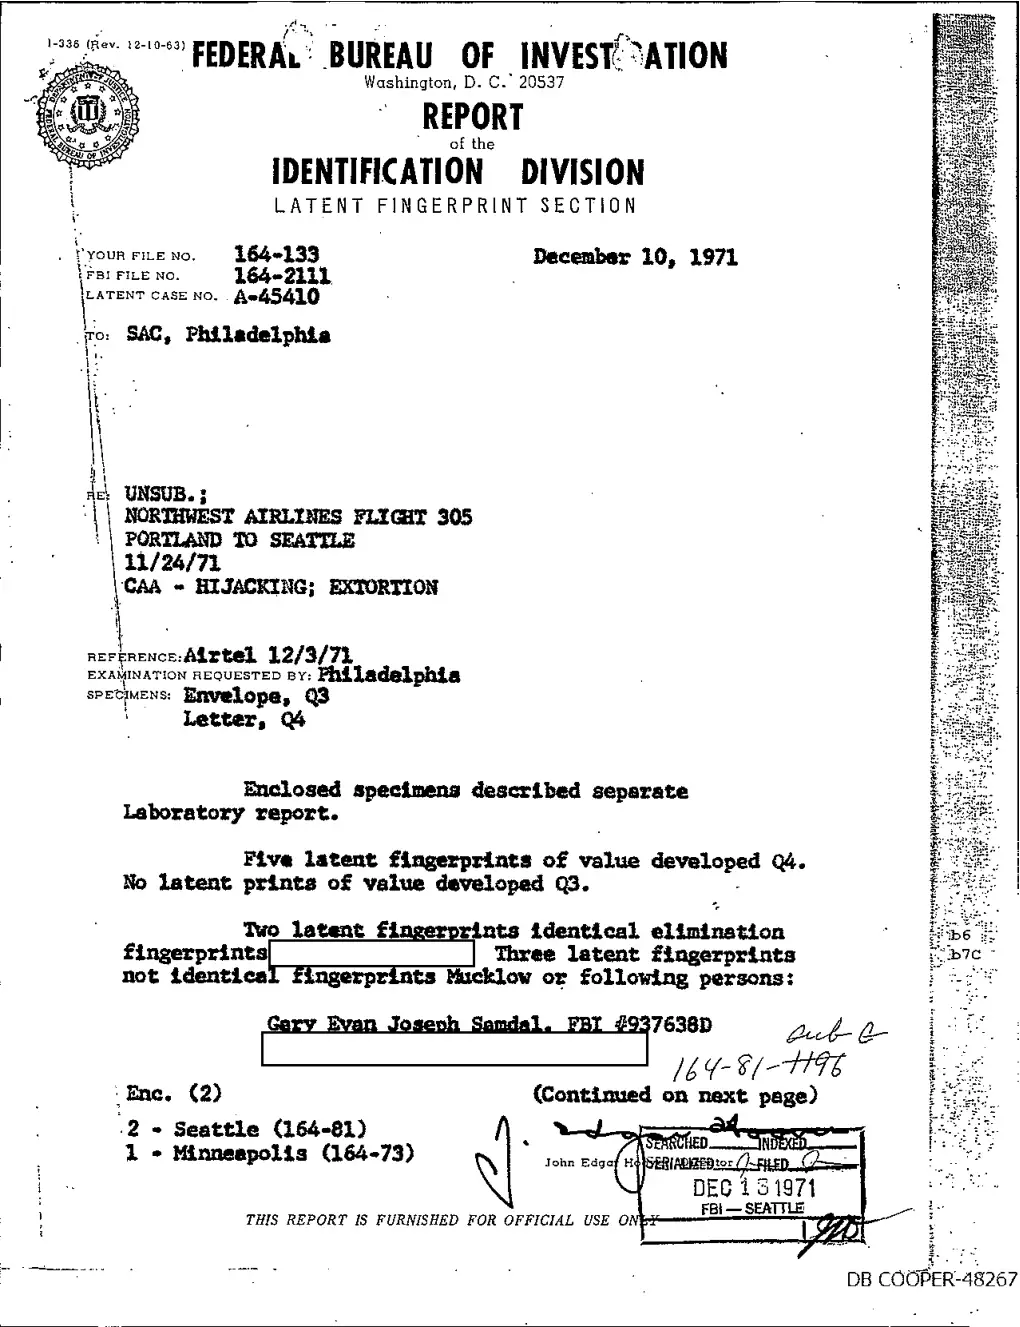 1-336 (Rev. 12-10-63)
FEDERAL BUREAU OF INVESTIGATION
Washington, D. C. 20537
REPORT
of the
IDENTIFICATION DIVISION
LATENT FINGERPRINT SECTION
YOUR FILE NO. 164-133
December 10, 1971
FBI FILE NO. 164-2111
LATENT CASE NO. A-45410
TO: SAC, Philadelphia
RE: UNSUB.;
NORTHWEST AIRLINES FLIGHT 305
PORTLAND TO SEATTLE
11/24/71
CAA - HIJACKING; EXTORTION
REFERENCE: Airtel 12/3/71
EXAMINATION REQUESTED BY: Philadelphia
SPECIMENS: Envelope, Q3
Letter, Q4
Enclosed specimens described separate
Laboratory report.
Five latent fingerprints of value developed Q4.
No latent prints of value developed Q3.
Two latent fingerprints identical elimination
b6
fingerprints Three latent fingerprints
b7C
not identical fingerprints Mucklow or following persons:
Gary Evan Joseph Samdal, FBI #937638D
sub C
164-81-1196
Enc. (2)
(Continued on next page)
2 - Seattle (164-81)
1 - Minneapolis (164-73)
SEARCHED INDEXED
John Edgar
SERIALIZED FILED
DEC 13 1971
FBI — SEATTLE
THIS REPORT IS FURNISHED FOR OFFICIAL USE ONLY
DB COOPER-48267